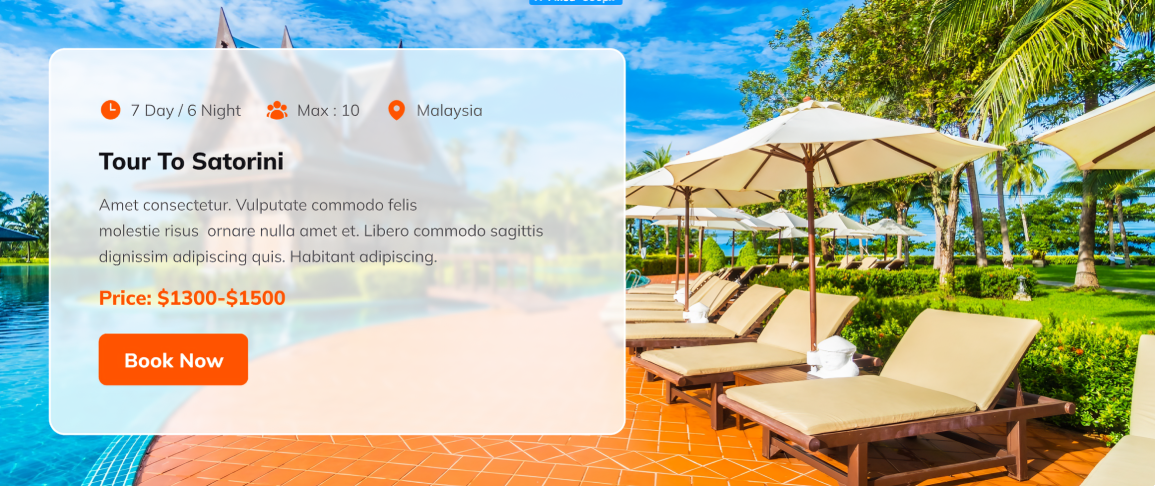 7 Day / 6 Night Max : 10 Malaysia
Tour To Satorini
Amet consectetur. Vulputate commodo felis
molestie risus ornare nulla amet et. Libero commodo sagittis
dignissim adipiscing quis. Habitant adipiscing.
Price: $1300-$1500
Book Now